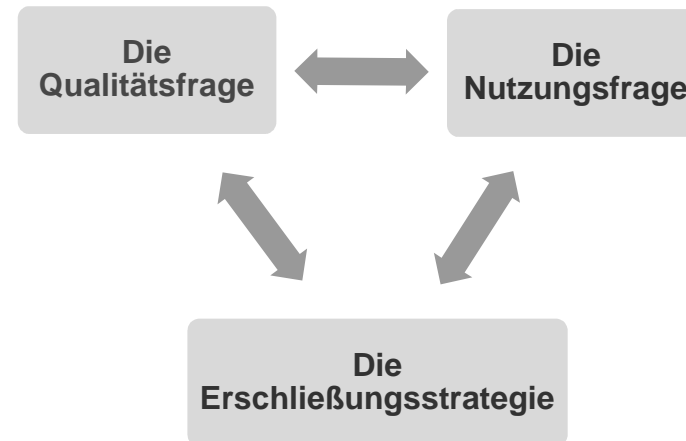 Die
Qualitätsfrage
Die
Nutzungsfrage
Die
Erschließungsstrategie